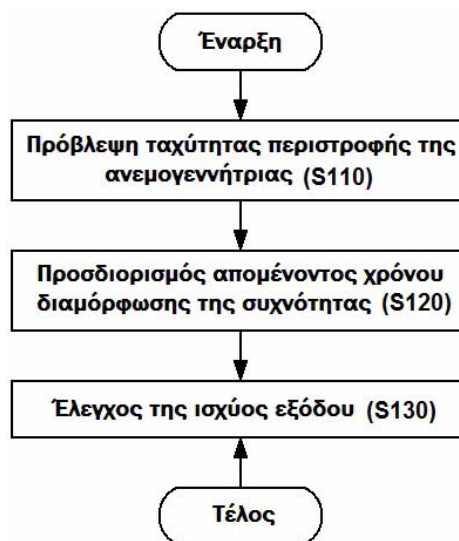 Έναρξη
Πρόβλεψη ταχύτητας περιστροφής της
ανεμογεννήτριας (S110)
Προσδιορισμός απομένοντος χρόνου
διαμόρφωσης της συχνότητας (S120)
Έλεγχος της ισχύος εξόδου (S130)
Τέλος